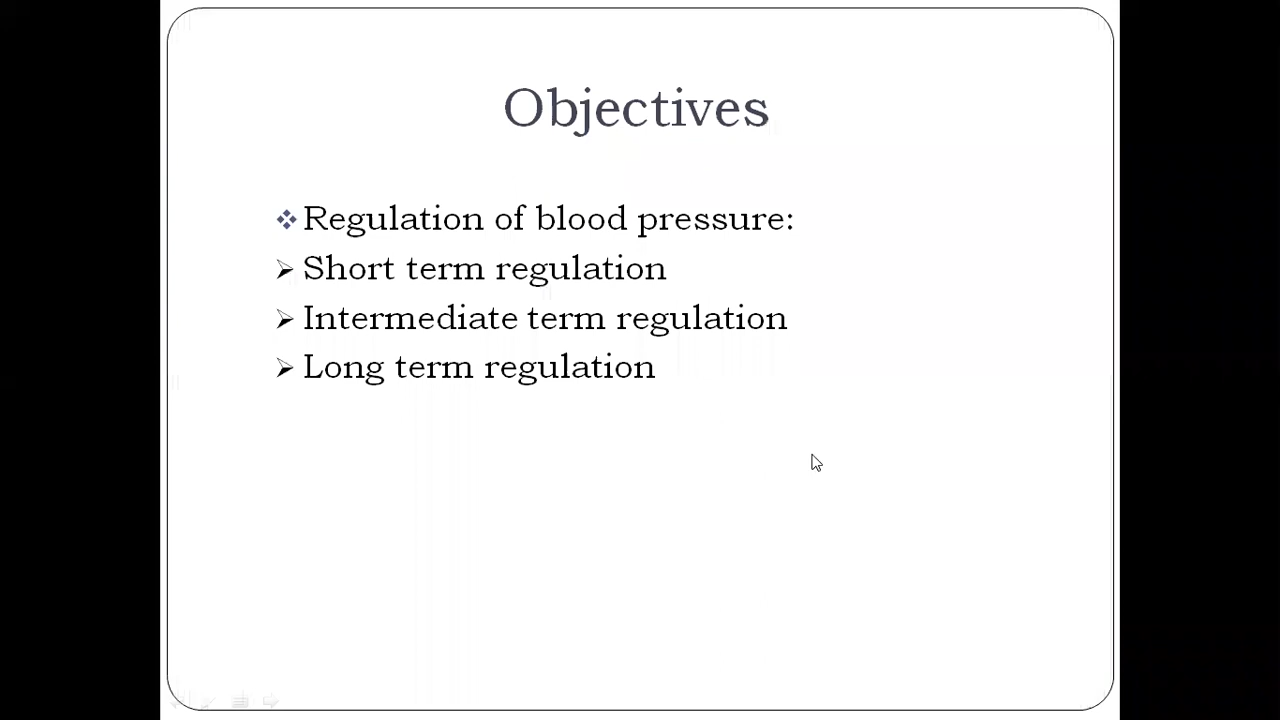 Objectives
Regulation of blood pressure:
Short term regulation
Intermediate term regulation
Long term regulation